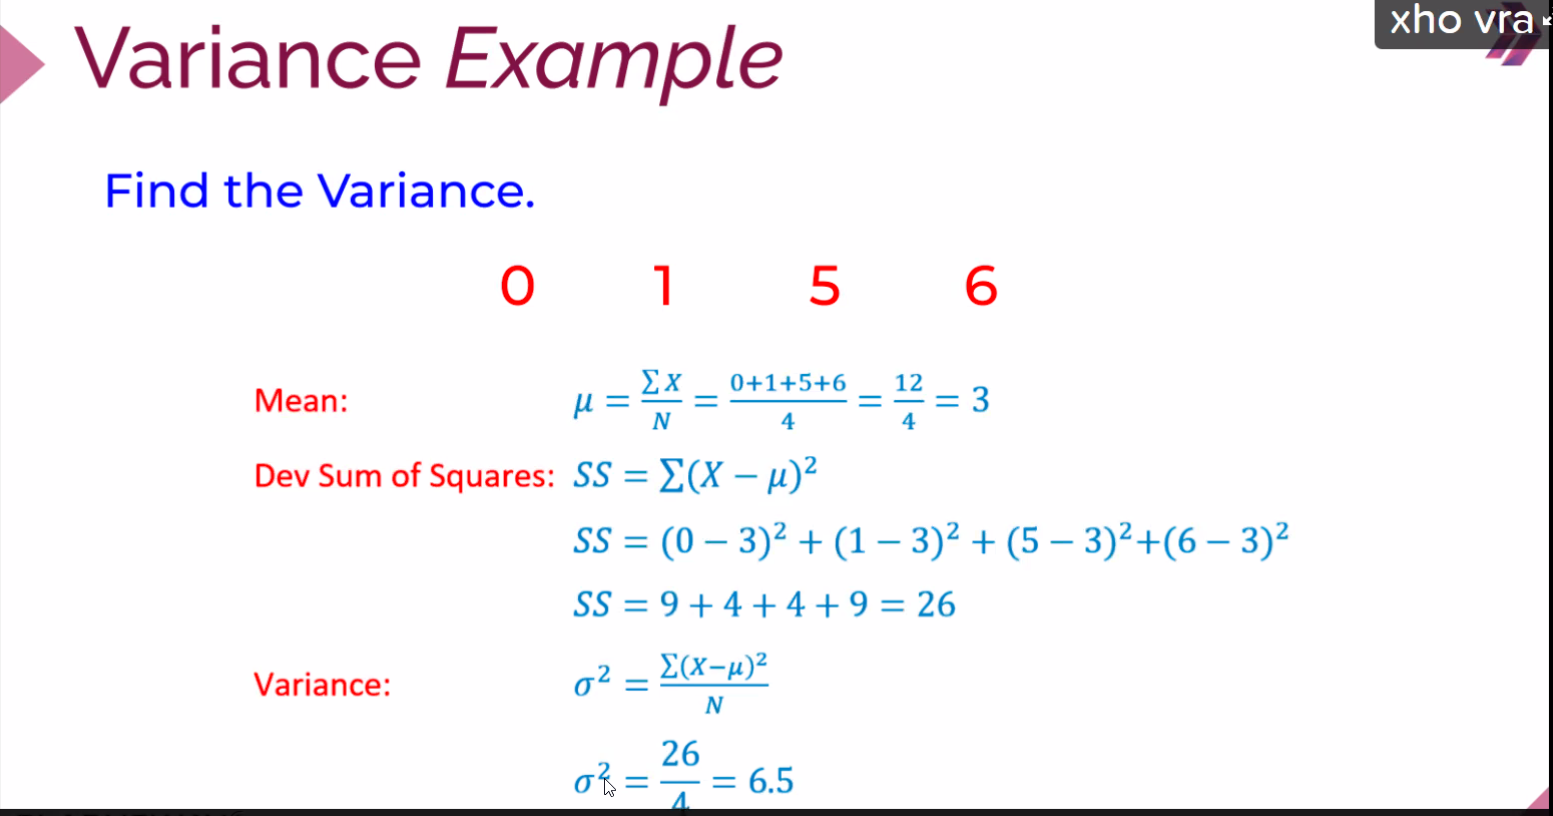 xho vra
Variance Example
Find the Variance.
0 1 5 6
Mean: μ = ∑X/N = 0+1+5+6/4 = 12/4 = 3
Dev Sum of Squares: SS = ∑(X − μ)²
SS = (0 − 3)² + (1 − 3)² + (5 − 3)²+(6 − 3)²
SS = 9 + 4 + 4 + 9 = 26
Variance: σ² = ∑(X−μ)²/N
σ² = 26/4 = 6.5